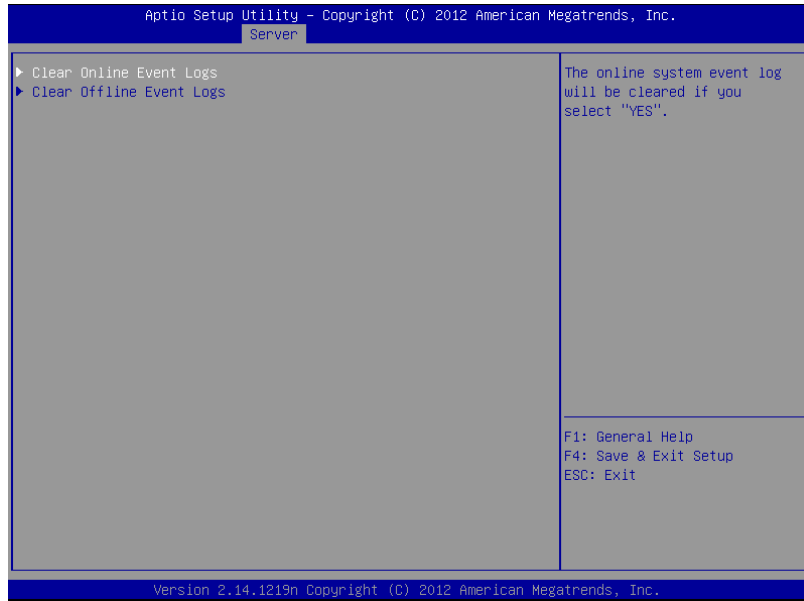 Aptio Setup Utility – Copyright (C) 2012 American Megatrends, Inc.
Server
Clear Online Event Logs
Clear Offline Event Logs
The online system event log
will be cleared if you
select "YES".
F1: General Help
F4: Save & Exit Setup
ESC: Exit
Version 2.14.1219n Copyright (C) 2012 American Megatrends, Inc.